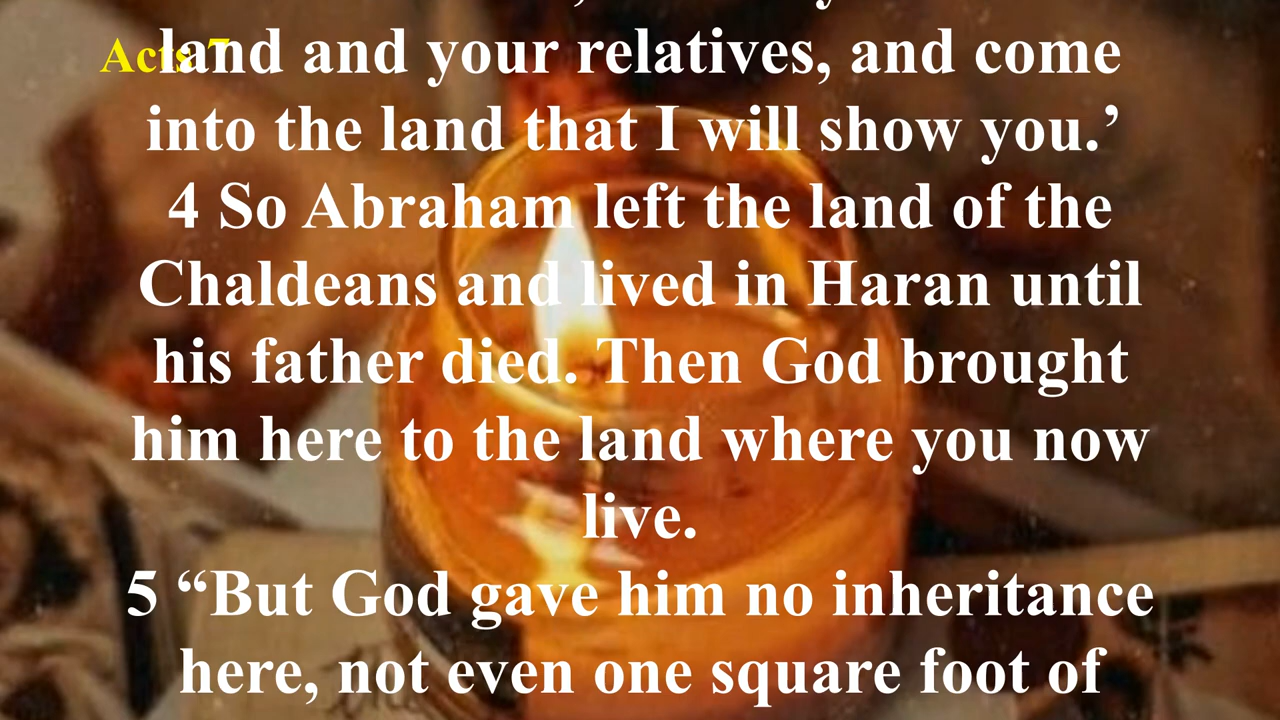 Acts 7
land and your relatives, and come
into the land that I will show you.’
4 So Abraham left the land of the
Chaldeans and lived in Haran until
his father died. Then God brought
him here to the land where you now
live.
5 “But God gave him no inheritance
here, not even one square foot of